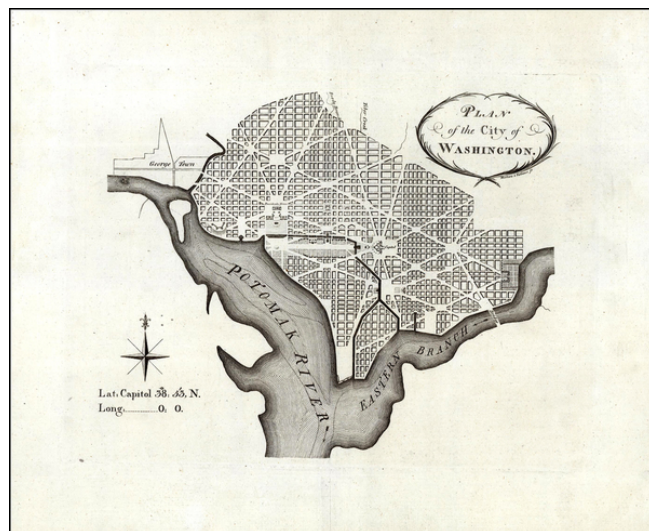 PLAN
of the City of
WASHINGTON.
George Town
POTOMAK RIVER
EASTERN BRANCH
Lat. Capitol 38: 53, N.
Long. 0: 0.